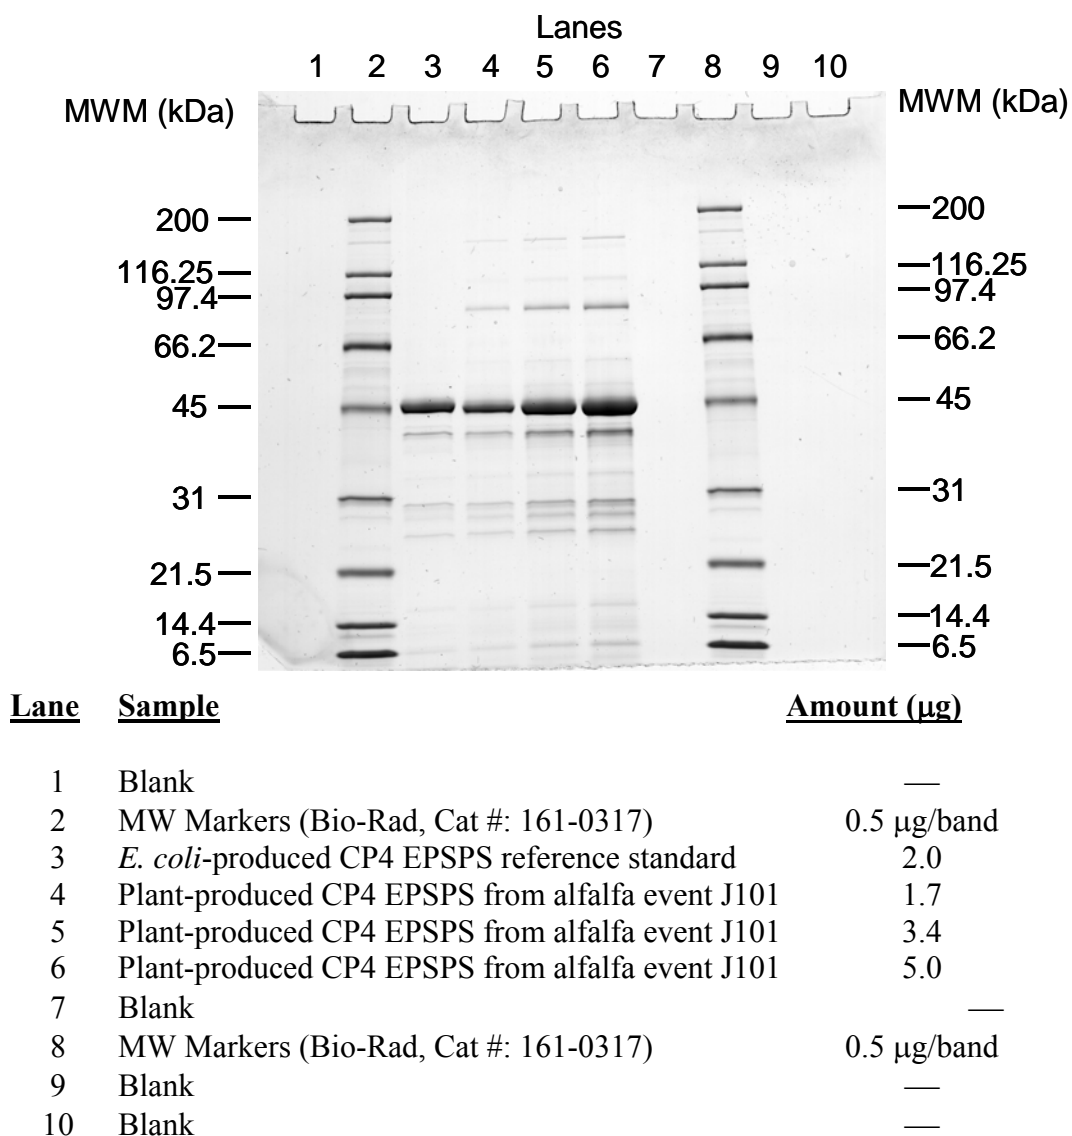 Lanes
1 2 3 4 5 6 7 8 9 10
MWM (kDa) MWM (kDa)
200 200
116.25 116.25
97.4 97.4
66.2 66.2
45 45
31 31
21.5 21.5
14.4 14.4
6.5 6.5
Lane Sample Amount (µg)
1 Blank —
2 MW Markers (Bio-Rad, Cat #: 161-0317) 0.5 µg/band
3 E. coli-produced CP4 EPSPS reference standard 2.0
4 Plant-produced CP4 EPSPS from alfalfa event J101 1.7
5 Plant-produced CP4 EPSPS from alfalfa event J101 3.4
6 Plant-produced CP4 EPSPS from alfalfa event J101 5.0
7 Blank —
8 MW Markers (Bio-Rad, Cat #: 161-0317) 0.5 µg/band
9 Blank —
10 Blank —